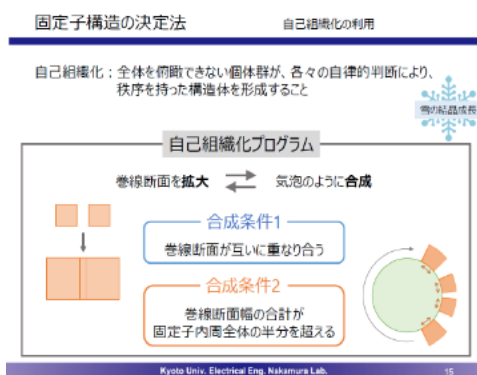 固定子構造の決定法
自己組織化の利用
自己組織化：全体を俯瞰できない個体群が、各々の自律的判断により、
秩序を持った構造体を形成すること
雪の結晶成長
自己組織化プログラム
巻線断面を拡大
気泡のように合成
合成条件1
巻線断面が互いに重なり合う
合成条件2
巻線断面幅の合計が
固定子内周全体の半分を超える
Kyoto Univ. Electrical Eng. Nakamura Lab.
15